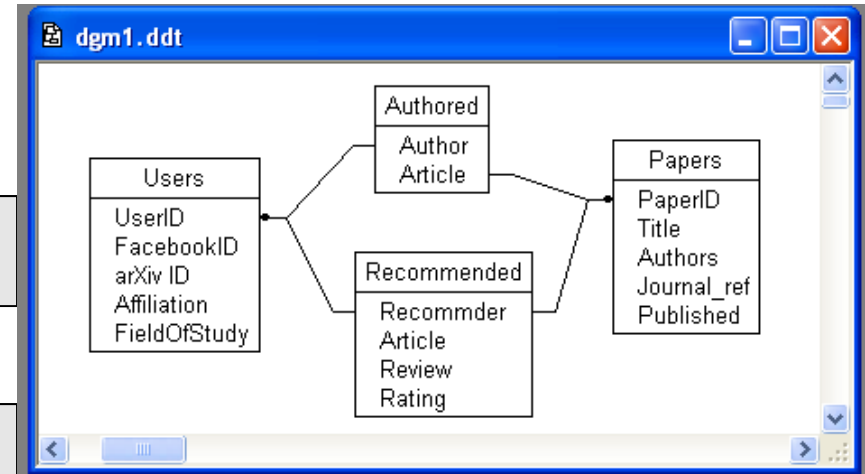 dgm1.ddt
Authored
Author
Article
Users
UserID
FacebookID
arXiv ID
Affiliation
FieldOfStudy
Recommended
Recommder
Article
Review
Rating
Papers
PaperID
Title
Authors
Journal_ref
Published